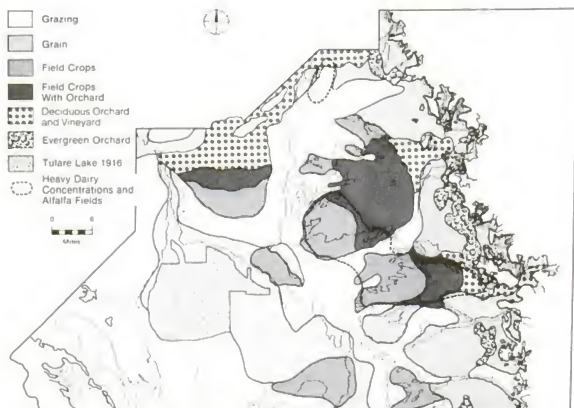 Grazing
Grain
Field Crops
Field Crops
With Orchard
Deciduous Orchard
and Vineyard
Evergreen Orchard
Tulare Lake 1916
Heavy Dairy
Concentrations and
Alfalfa Fields
0 6
Miles